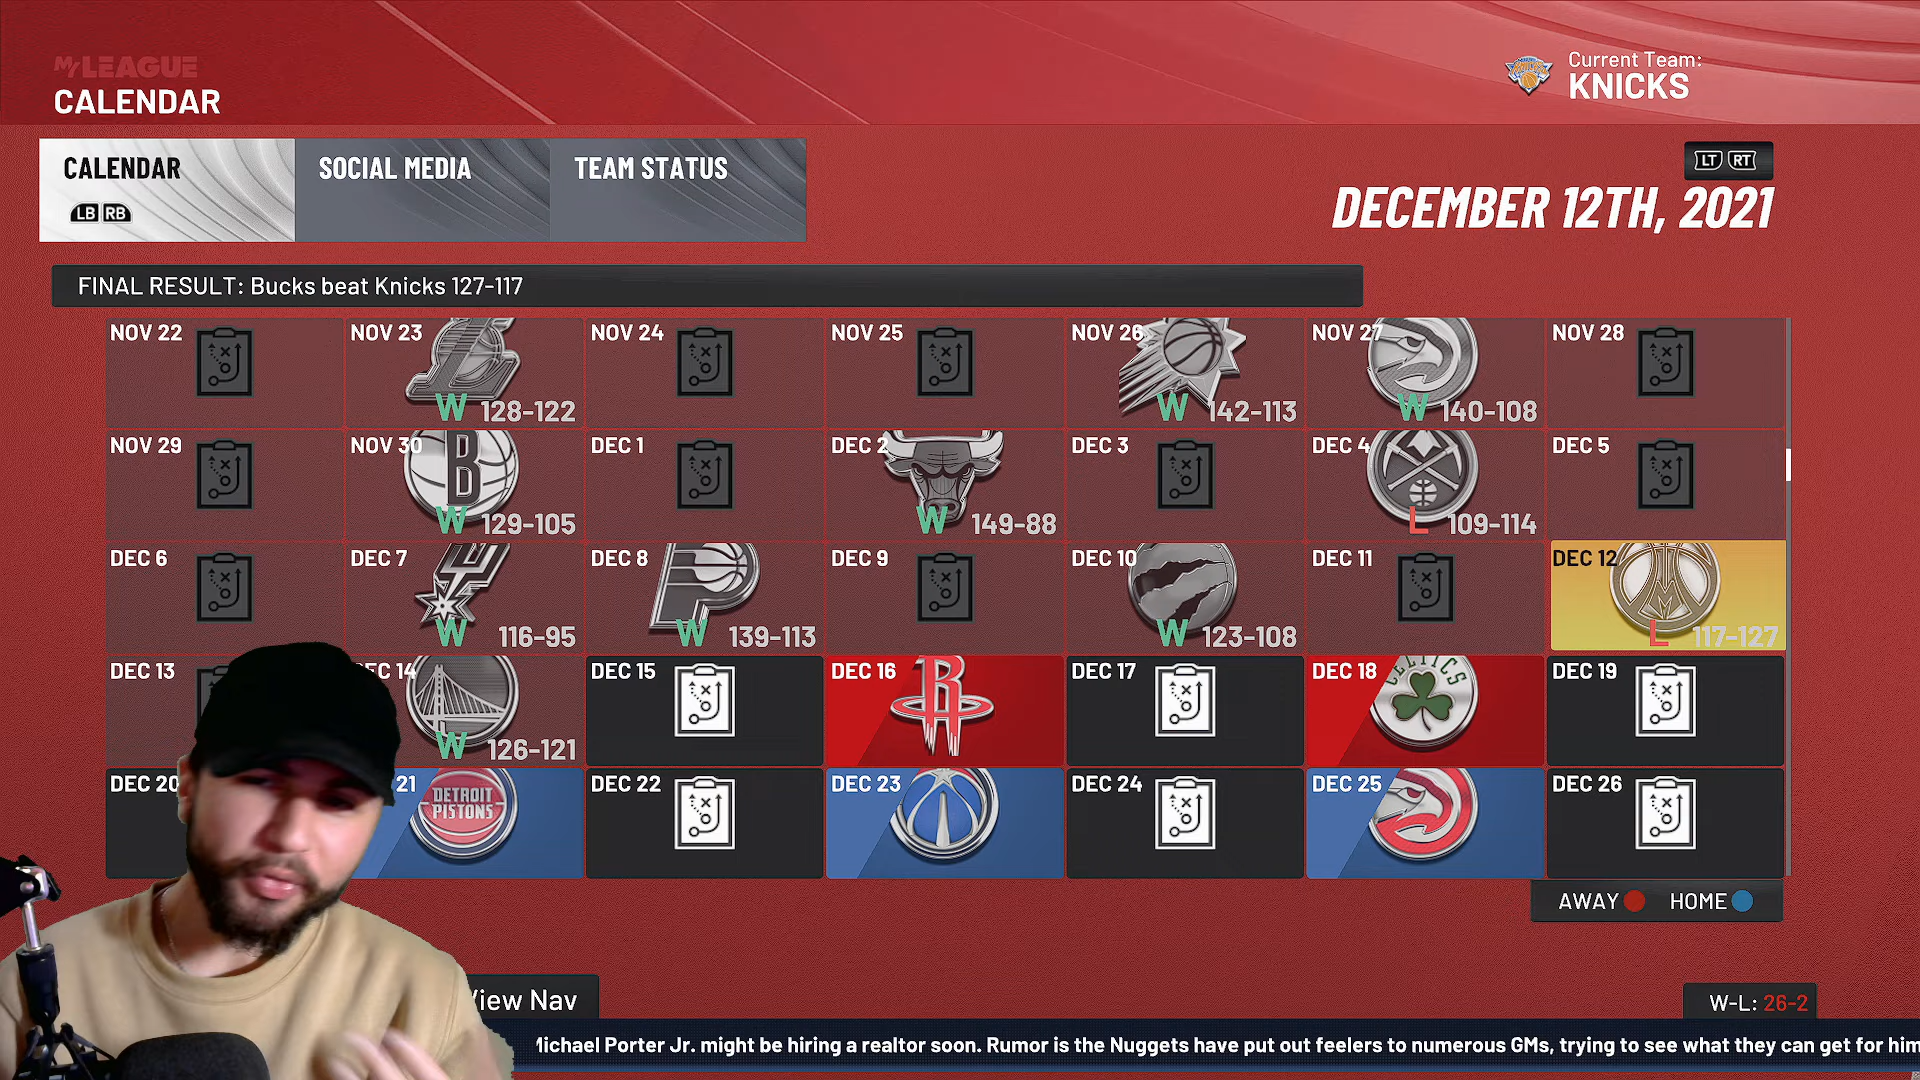 MyLEAGUE
CALENDAR
Current Team:
KNICKS
CALENDAR
LB RB
SOCIAL MEDIA
TEAM STATUS
LT RT
DECEMBER 12TH, 2021
FINAL RESULT: Bucks beat Knicks 127-117
NOV 22
NOV 23 W 128-122
NOV 24
NOV 25
NOV 26 W 142-113
NOV 27 W 140-108
NOV 28
NOV 29
NOV 30 B W 129-105
DEC 1
DEC 2 W 149-88
DEC 3
DEC 4 L 109-114
DEC 5
DEC 6
DEC 7 W 116-95
DEC 8 W 139-113
DEC 9
DEC 10 W 123-108
DEC 11
DEC 12 L 117-127
DEC 13
EC 14 W 126-121
DEC 15
DEC 16 R
DEC 17
DEC 18 CELTICS
DEC 19
DEC 20
21 DETROIT PISTONS
DEC 22
DEC 23
DEC 24
DEC 25
DEC 26
AWAY HOME
View Nav
W-L: 26-2
Michael Porter Jr. might be hiring a realtor soon. Rumor is the Nuggets have put out feelers to numerous GMs, trying to see what they can get for him